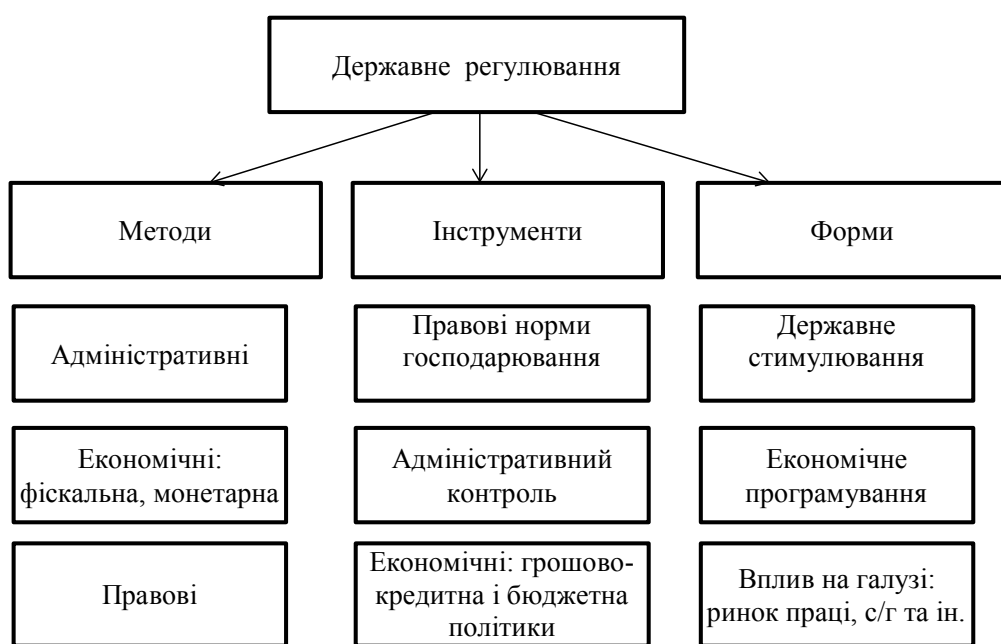 Державне регулювання
Методи
Інструменти
Форми
Адміністративні
Правові норми
господарювання
Державне
стимулювання
Економічні:
фіскальна, монетарна
Адміністративний
контроль
Економічне
програмування
Правові
Економічні: грошово-
кредитна і бюджетна
політики
Вплив на галузі:
ринок праці, с/г та ін.